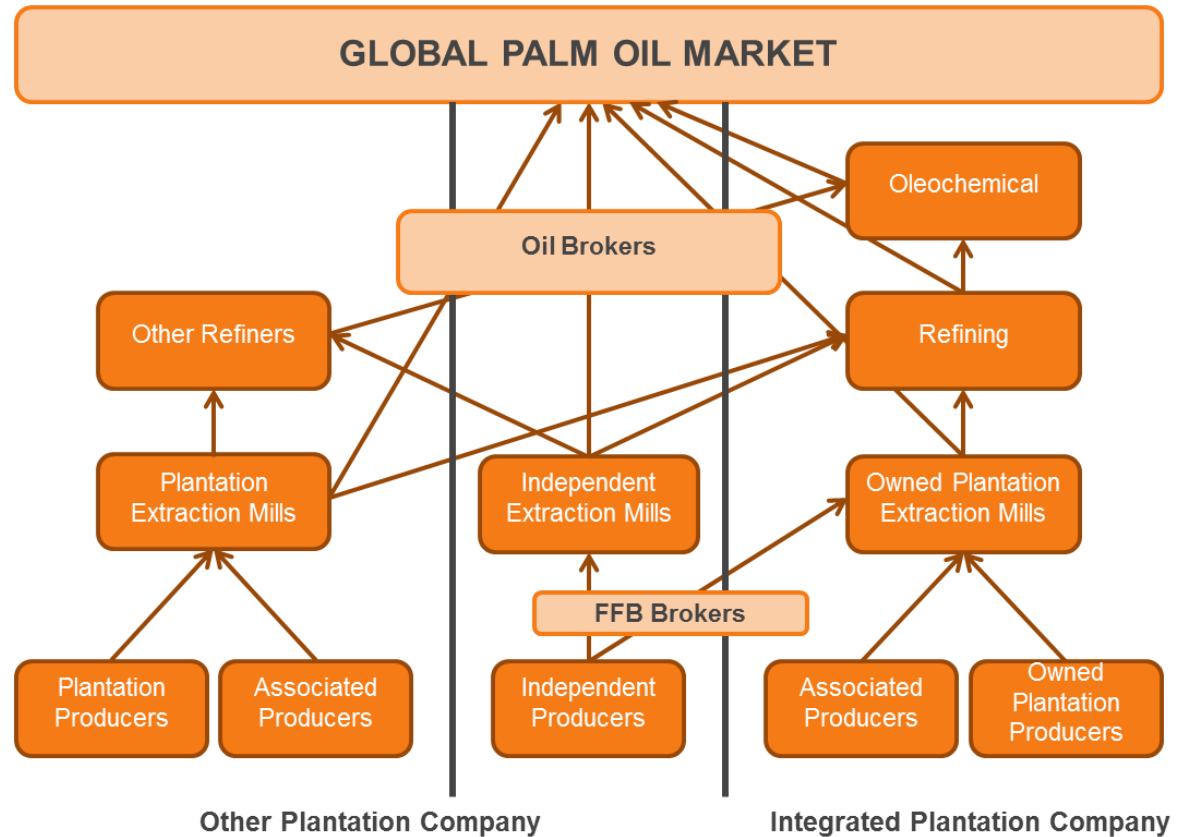 GLOBAL PALM OIL MARKET
Oleochemical
Oil Brokers
Other Refiners
Refining
Plantation
Extraction Mills
Independent
Extraction Mills
Owned Plantation
Extraction Mills
FFB Brokers
Plantation
Producers
Associated
Producers
Independent
Producers
Associated
Producers
Owned
Plantation
Producers
Other Plantation Company
Integrated Plantation Company